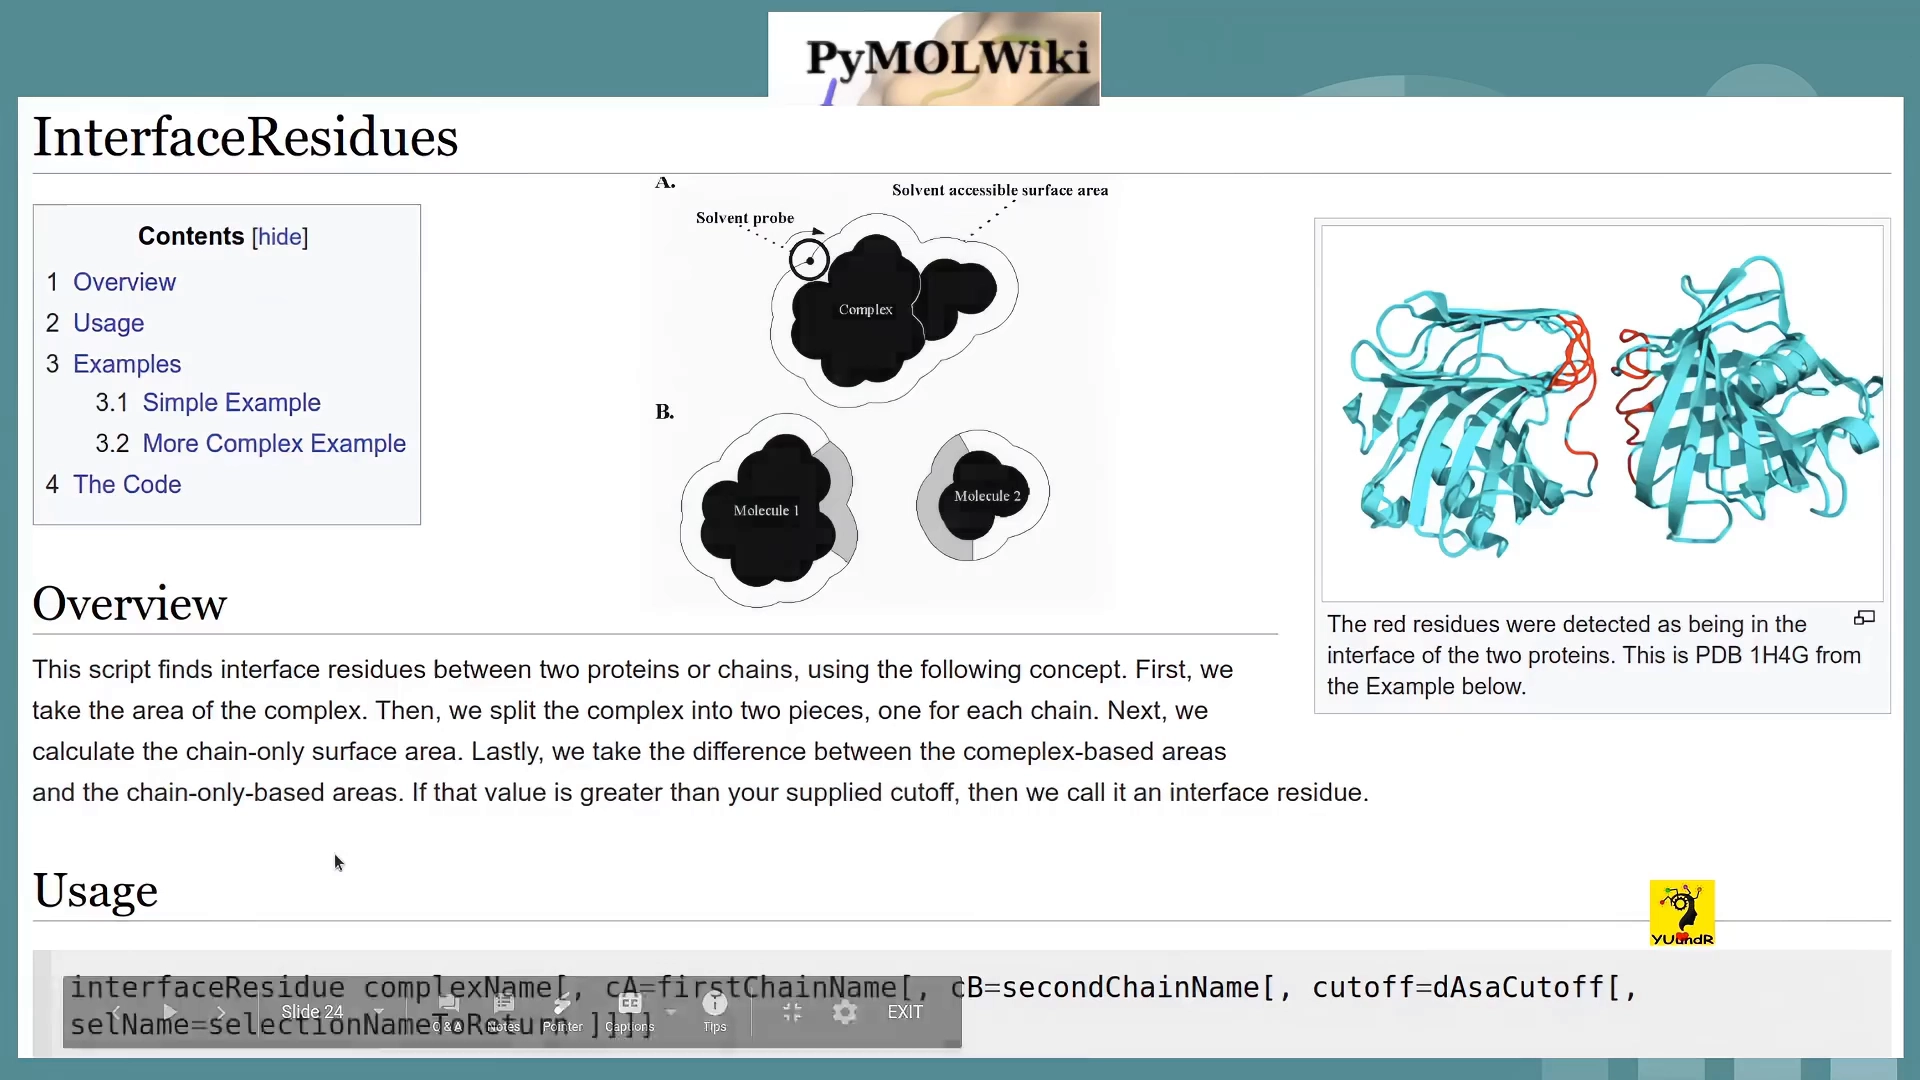 PyMOLWiki
InterfaceResidues
Contents [hide]
1 Overview
2 Usage
3 Examples
3.1 Simple Example
3.2 More Complex Example
4 The Code
A.
Solvent accessible surface area
Solvent probe
Complex
B.
Molecule 1
Molecule 2
The red residues were detected as being in the
interface of the two proteins. This is PDB 1H4G from
the Example below.
Overview
This script finds interface residues between two proteins or chains, using the following concept. First, we
take the area of the complex. Then, we split the complex into two pieces, one for each chain. Next, we
calculate the chain-only surface area. Lastly, we take the difference between the comeplex-based areas
and the chain-only-based areas. If that value is greater than your supplied cutoff, then we call it an interface residue.
Usage
YUundR
interfaceResidue complexName[, cA=firstChainName[, cB=secondChainName[, cutoff=dAsaCutoff[,
selName=selectionNameToReturn ]]]]
Slide 24
Q & A
Notes
Pointer
Captions
Tips
EXIT